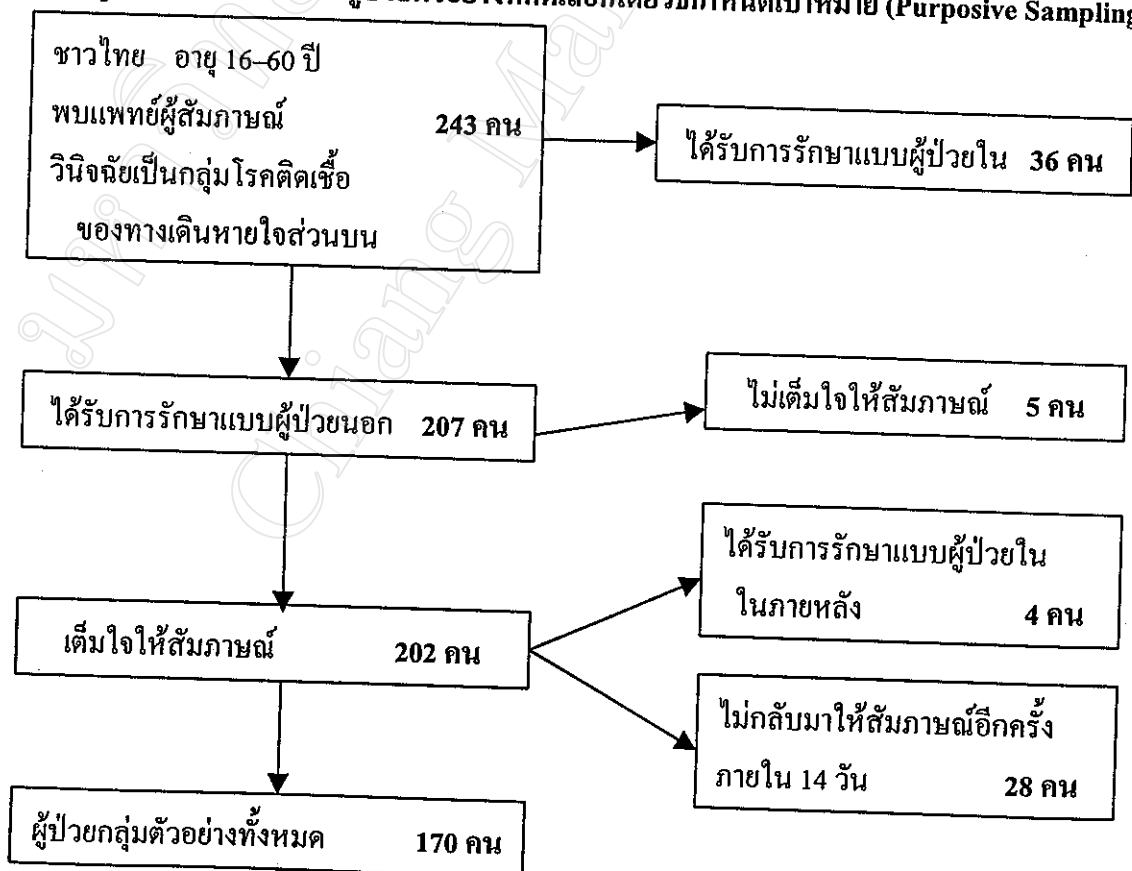 (Purposive Sampling
ชาวไทย อายุ 16–60 ปี
พบแพทย์ผู้สัมภาษณ์ 243 คน
วินิจฉัยเป็นกลุ่มโรคติดเชื้อ
ของทางเดินหายใจส่วนบน
ได้รับการรักษาแบบผู้ป่วยใน 36 คน
ได้รับการรักษาแบบผู้ป่วยนอก 207 คน
ไม่เต็มใจให้สัมภาษณ์ 5 คน
ได้รับการรักษาแบบผู้ป่วยใน
ในภายหลัง 4 คน
เต็มใจให้สัมภาษณ์ 202 คน
ไม่กลับมาให้สัมภาษณ์อีกครั้ง
ภายใน 14 วัน 28 คน
ผู้ป่วยกลุ่มตัวอย่างทั้งหมด 170 คน
Chiang Ma